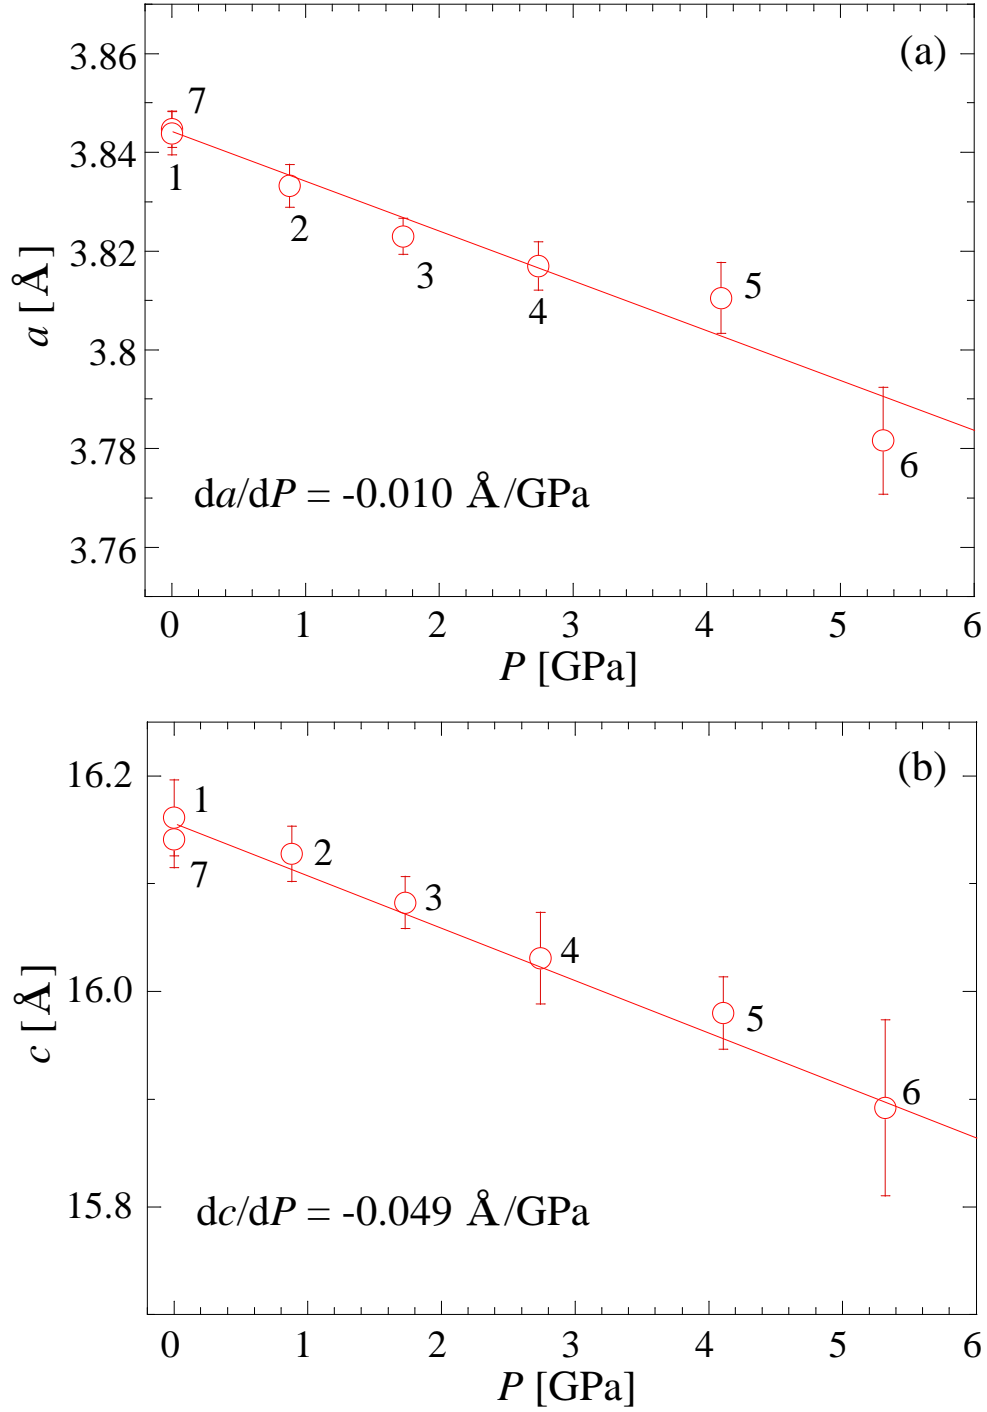 (a)
3.86
3.84
3.82
3.8
3.78
3.76
a [Å]
7
1
2
3
4
5
6
da/dP = -0.010 Å/GPa
0 1 2 3 4 5 6
P [GPa]
(b)
16.2
16.0
15.8
c [Å]
1
7
2
3
4
5
6
dc/dP = -0.049 Å/GPa
0 1 2 3 4 5 6
P [GPa]